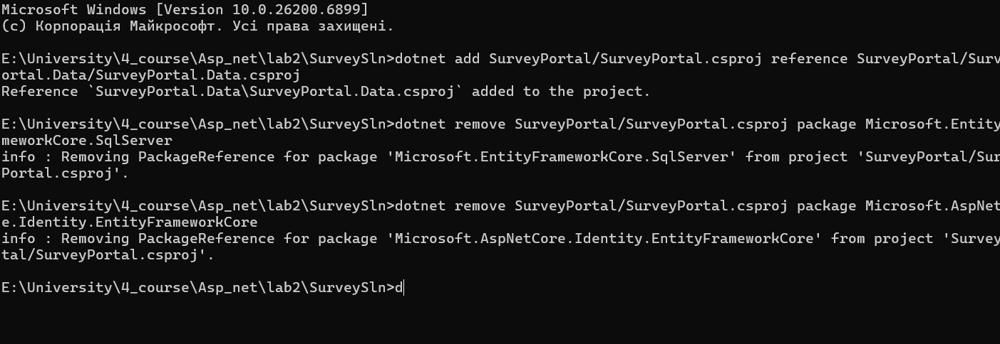 Microsoft Windows [Version 10.0.26200.6899]
(c) Корпорація Майкрософт. Усі права захищені.
E:\University\4_course\Asp_net\lab2\SurveySln>dotnet add SurveyPortal/SurveyPortal.csproj reference SurveyPortal/Surv
ortal.Data/SurveyPortal.Data.csproj
Reference `SurveyPortal.Data\SurveyPortal.Data.csproj` added to the project.
E:\University\4_course\Asp_net\lab2\SurveySln>dotnet remove SurveyPortal/SurveyPortal.csproj package Microsoft.Entity
meworkCore.SqlServer
info : Removing PackageReference for package 'Microsoft.EntityFrameworkCore.SqlServer' from project 'SurveyPortal/Sur
Portal.csproj'.
E:\University\4_course\Asp_net\lab2\SurveySln>dotnet remove SurveyPortal/SurveyPortal.csproj package Microsoft.AspNet
e.Identity.EntityFrameworkCore
info : Removing PackageReference for package 'Microsoft.AspNetCore.Identity.EntityFrameworkCore' from project 'Survey
tal/SurveyPortal.csproj'.
E:\University\4_course\Asp_net\lab2\SurveySln>d